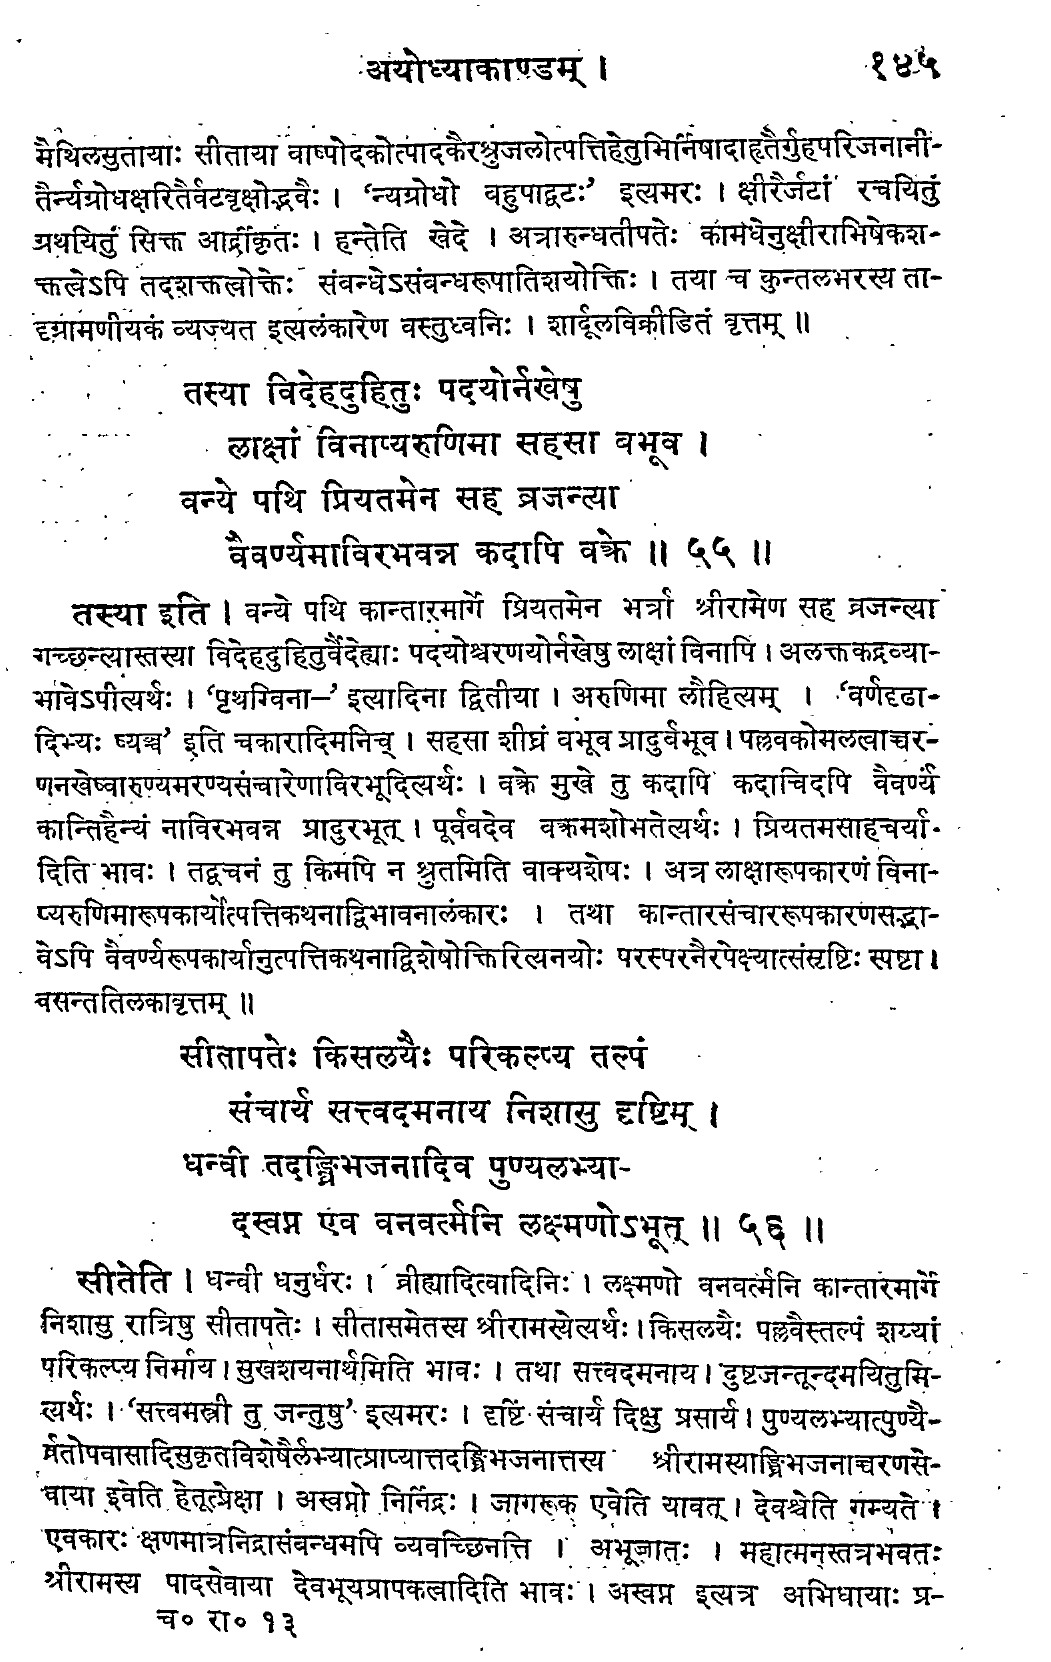 अयोध्याकाण्डम् । १४५
मैथिलसुतायाः सीताया वाष्पोदकोत्पादकैरश्रुजलोत्पत्तिहेतुभिर्निषादाहृतैर्गुहपरिजनानी-
तैर्न्यग्रोधक्षरितैर्वटवृक्षोद्भवैः । ‘न्यग्रोधो वहुपाद्वटः’ इत्यमरः । क्षीरैर्जटां रचयितुं
ग्रथयितुं सिक्त आर्द्रीकृतः । हन्तेति खेदे । अत्रारुन्धतीपतेः कामधेनुक्षीराभिषेकश-
क्तत्वेऽपि तदशक्तत्वोक्तेः संवन्धेऽसंबन्धरूपातिशयोक्तिः । तया च कुन्तलभरस्य ता-
दृग्रामणीयकं व्यज्यत इत्यलंकारेण वस्तुध्वनिः । शार्दूलविक्रीडितं वृत्तम् ॥
तस्या विदेहदुहितुः पदयोर्नखेषु
लाक्षां विनाप्यरुणिमा सहसा बभूव ।
वन्ये पथि प्रियतमेन सह व्रजन्त्या
वैवर्ण्यमाविरभवन्न कदापि वक्त्रे ॥ ५५ ॥
तस्या इति । वन्ये पथि कान्तारमार्गे प्रियतमेन भर्त्रा श्रीरामेण सह व्रजन्त्या
गच्छन्त्यास्तस्या विदेहदुहितुर्वैदेह्याः पदयोश्चरणयोर्नखेषु लाक्षां विनापि । अलक्तकद्रव्या-
भावेऽपीत्यर्थः । ‘पृथग्विना–’ इत्यादिना द्वितीया । अरुणिमा लौहित्यम् । ‘वर्णदृढा-
दिभ्यः ष्यञ्च’ इति चकारादिमनिच् । सहसा शीघ्रं वभूव प्रादुर्बभूव । पल्लवकोमलत्वाच्चर-
णनखेष्वारुण्यमरण्यसंचारेणाविरभूदित्यर्थः । वक्त्रे मुखे तु कदापि कदाचिदपि वैवर्ण्यं
कान्तिहैन्यं नाविरभवन्न प्रादुरभूत् । पूर्ववदेव वक्त्रमशोभतेत्यर्थः । प्रियतमसाहचर्या-
दिति भावः । तद्वचनं तु किमपि न श्रुतमिति वाक्यशेषः । अत्र लाक्षारूपकारणं विना-
प्यरुणिमारूपकार्योत्पत्तिकथनाद्विभावनालंकारः । तथा कान्तारसंचाररूपकारणसद्भा-
वेऽपि वैवर्ण्यरूपकार्यानुत्पत्तिकथनाद्विशेषोक्तिरित्यनयोः परस्परनैरपेक्ष्यात्संसृष्टिः स्पष्टा ।
वसन्ततिलकावृत्तम् ॥
सीतापतेः किसलयैः परिकल्प्य तल्पं
संचार्य सत्त्वदमनाय निशासु दृष्टिम् ।
धन्वी तदङ्घ्रिभजनादिव पुण्यलभ्या-
दस्वप्न एव वनवर्त्मनि लक्ष्मणोऽभूत् ॥ ५६ ॥
सीतेति । धन्वी धनुर्धरः । व्रीह्यादित्वादिनिः । लक्ष्मणो वनवर्त्मनि कान्तारमार्गे
निशासु रात्रिषु सीतापतेः । सीतासमेतस्य श्रीरामस्येत्यर्थः । किसलयैः पल्लवैस्तल्पं शय्यां
परिकल्प्य निर्माय । सुखशयनार्थमिति भावः । तथा सत्त्वदमनाय । दुष्टजन्तून्दमयितुमि-
त्यर्थः । ‘सत्त्वमस्त्री तु जन्तुषु’ इत्यमरः । दृष्टिं संचार्य दिक्षु प्रसार्य । पुण्यलभ्यात्पुण्यै-
र्व्रतोपवासादिसुकृतविशेषैर्लभ्यात्प्राप्यात्तदङ्घ्रिभजनात्तस्य श्रीरामस्याङ्घ्रिभजनाच्चरणसे-
वाया इवेति हेतूत्प्रेक्षा । अस्वप्नो निर्निद्रः । जागरूक एवेति यावत् । देवश्चेति गम्यते ।
एवकारः क्षणमात्रनिद्रासंबन्धमपि व्यवच्छिनत्ति । अभूज्जातः । महात्मनस्तत्रभवतः
श्रीरामस्य पादसेवाया देवभूयप्रापकत्वादिति भावः । अस्वप्न इत्यत्र अभिधायाः प्र-
च० रा० १३